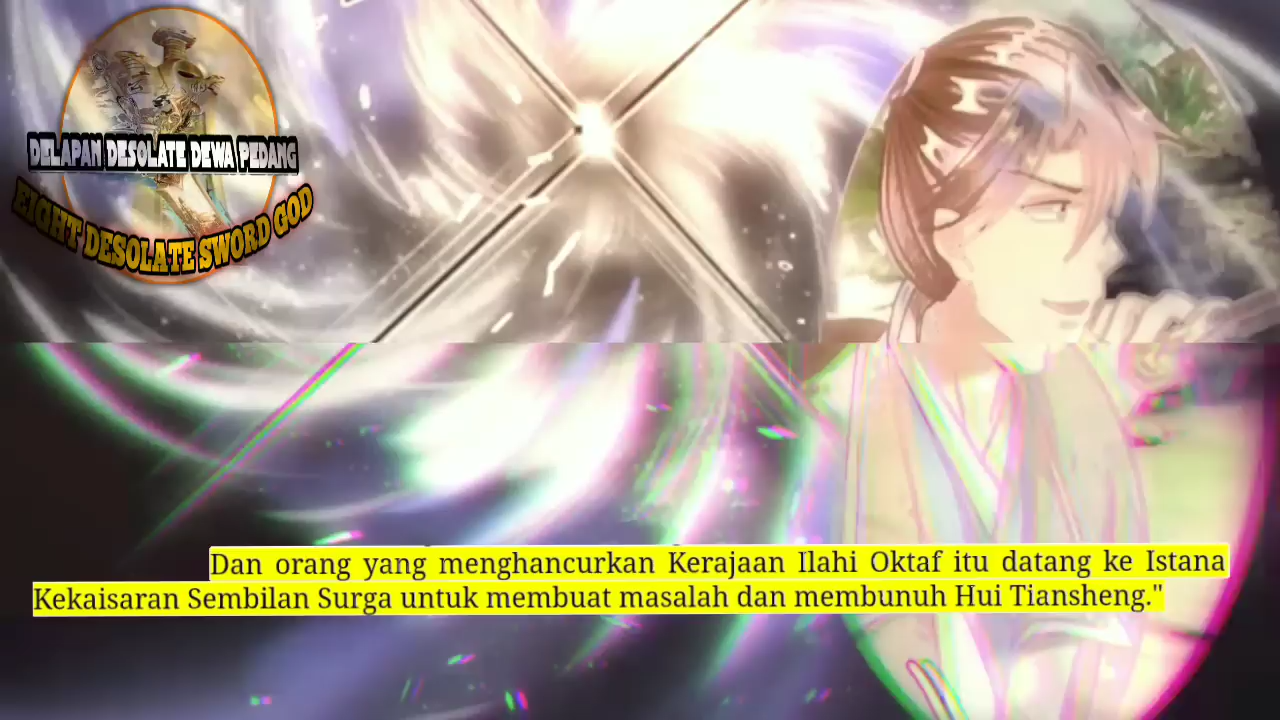 DELAPAN DESOLATE DEWA PEDANG
EIGHT DESOLATE SWORD GOD
Dan orang yang menghancurkan Kerajaan Ilahi Oktaf itu datang ke Istana
Kekaisaran Sembilan Surga untuk membuat masalah dan membunuh Hui Tiansheng."